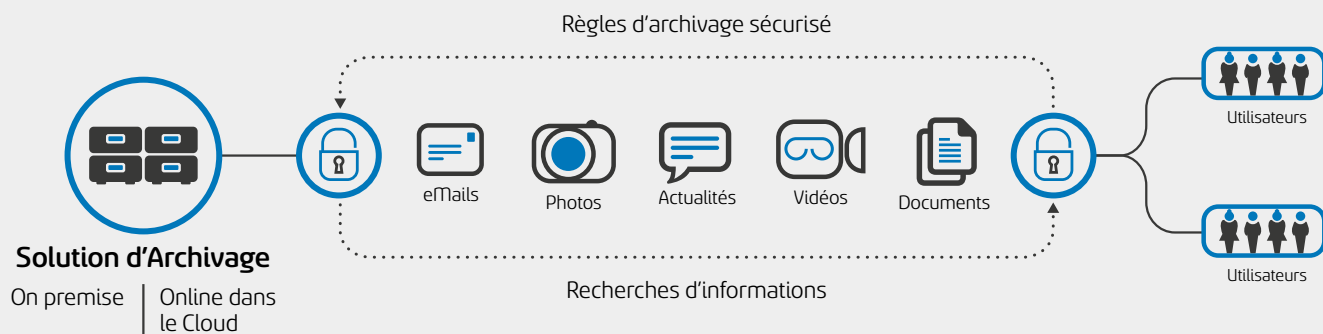 Règles d'archivage sécurisé
Utilisateurs
eMails
Photos
Actualités
Vidéos
Documents
Utilisateurs
Solution d'Archivage
On premise
Online dans
le Cloud
Recherches d'informations